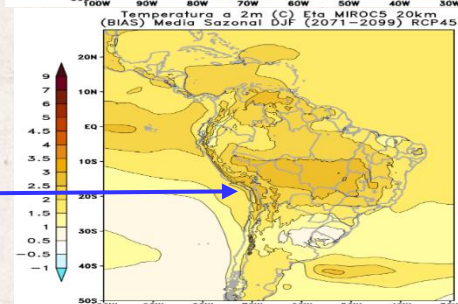 100W 90W 80W 70W 60W 50W 40W 30W
Temperatura a 2m (C) Eta MIROC5 20km
(BIAS) Media Sazonal DJF (2071-2099) RCP45
20N
10N
EQ
10S
20S
30S
40S
50S
9
7
6
5
4.5
4
3.5
3
2.5
2
1.5
1
0.5
-0.5
-1